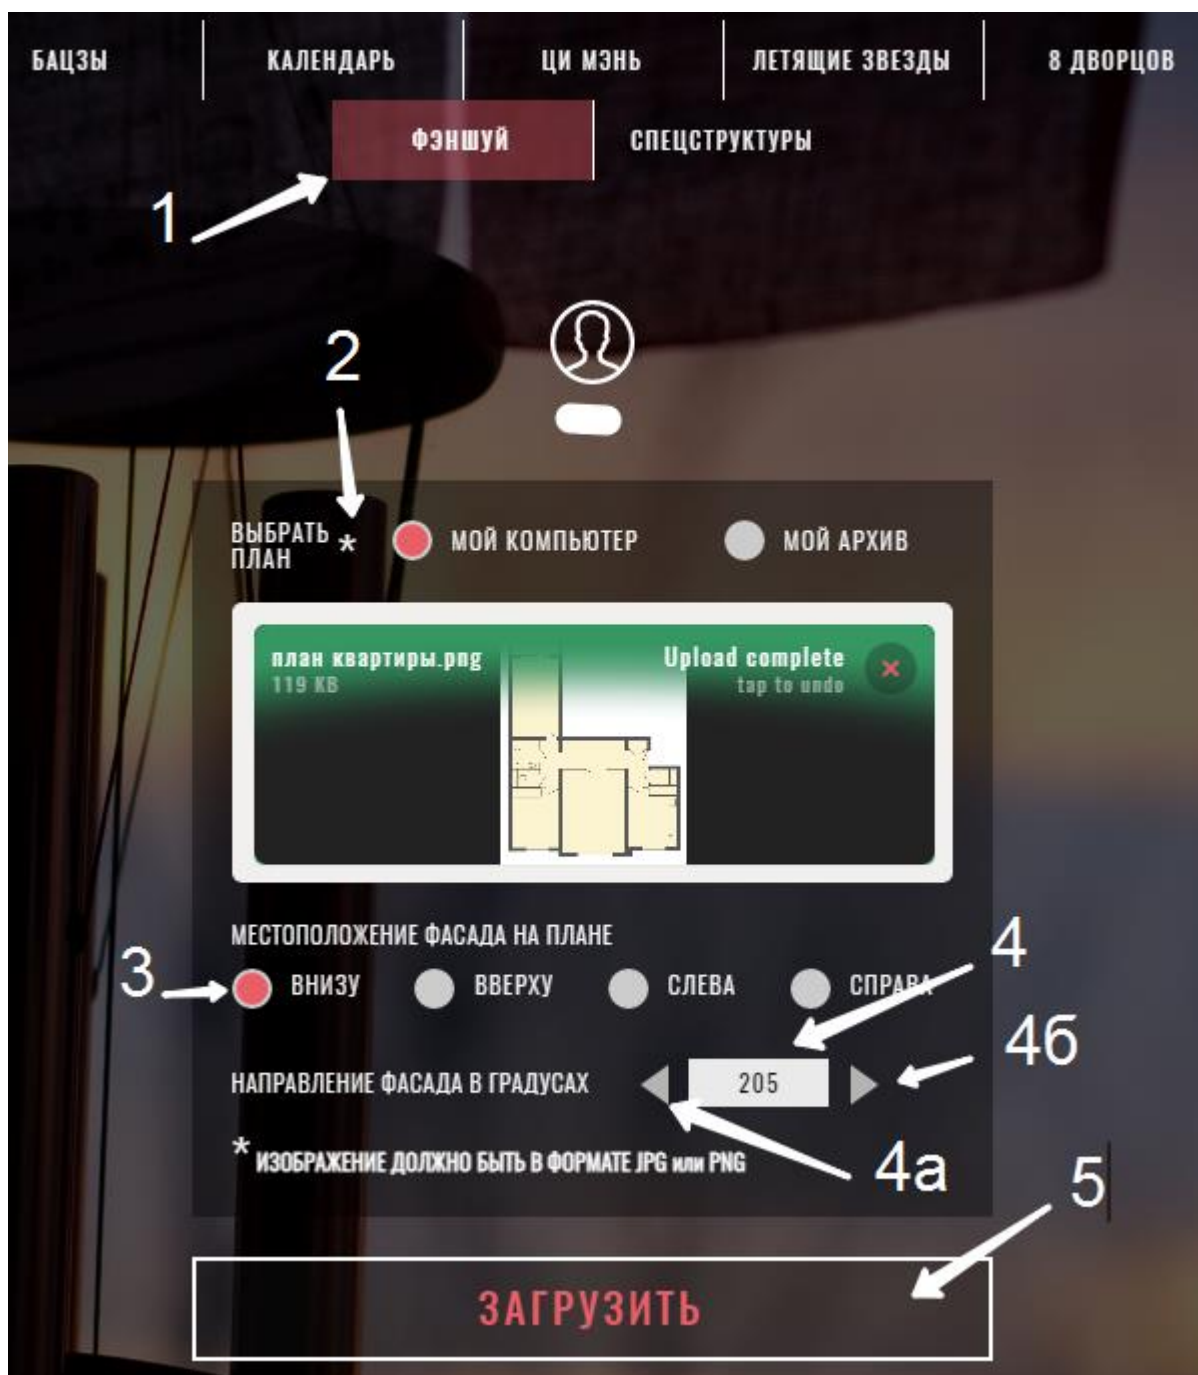 БАЦЗЫ
КАЛЕНДАРЬ
ЦИ МЭНЬ
ЛЕТЯЩИЕ ЗВЕЗДЫ
8 ДВОРЦОВ
ФЭНШУЙ
СПЕЦСТРУКТУРЫ
1
2
ВЫБРАТЬ
ПЛАН *
МОЙ КОМПЬЮТЕР
МОЙ АРХИВ
план квартиры.png
119 KB
Upload complete
tap to undo
МЕСТОПОЛОЖЕНИЕ ФАСАДА НА ПЛАНЕ
4
3
ВНИЗУ
ВВЕРХУ
СЛЕВА
СПРАВА
4б
НАПРАВЛЕНИЕ ФАСАДА В ГРАДУСАХ
205
* ИЗОБРАЖЕНИЕ ДОЛЖНО БЫТЬ В ФОРМАТЕ JPG или PNG
4а
5
ЗАГРУЗИТЬ